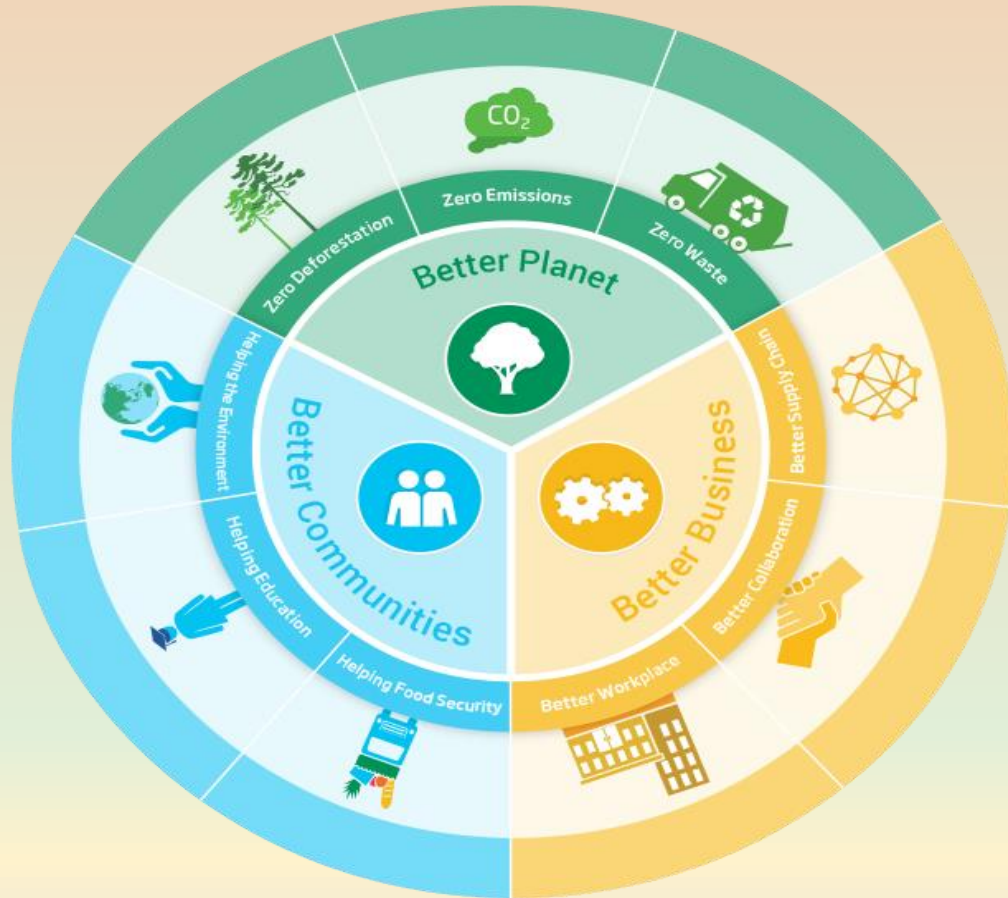 CO₂
Zero Deforestation
Zero Emissions
Zero Waste
Better Planet
Better Supply Chain
Better Collaboration
Better Workplace
Better Business
Helping the Environment
Helping Education
Helping Food Security
Better Communities